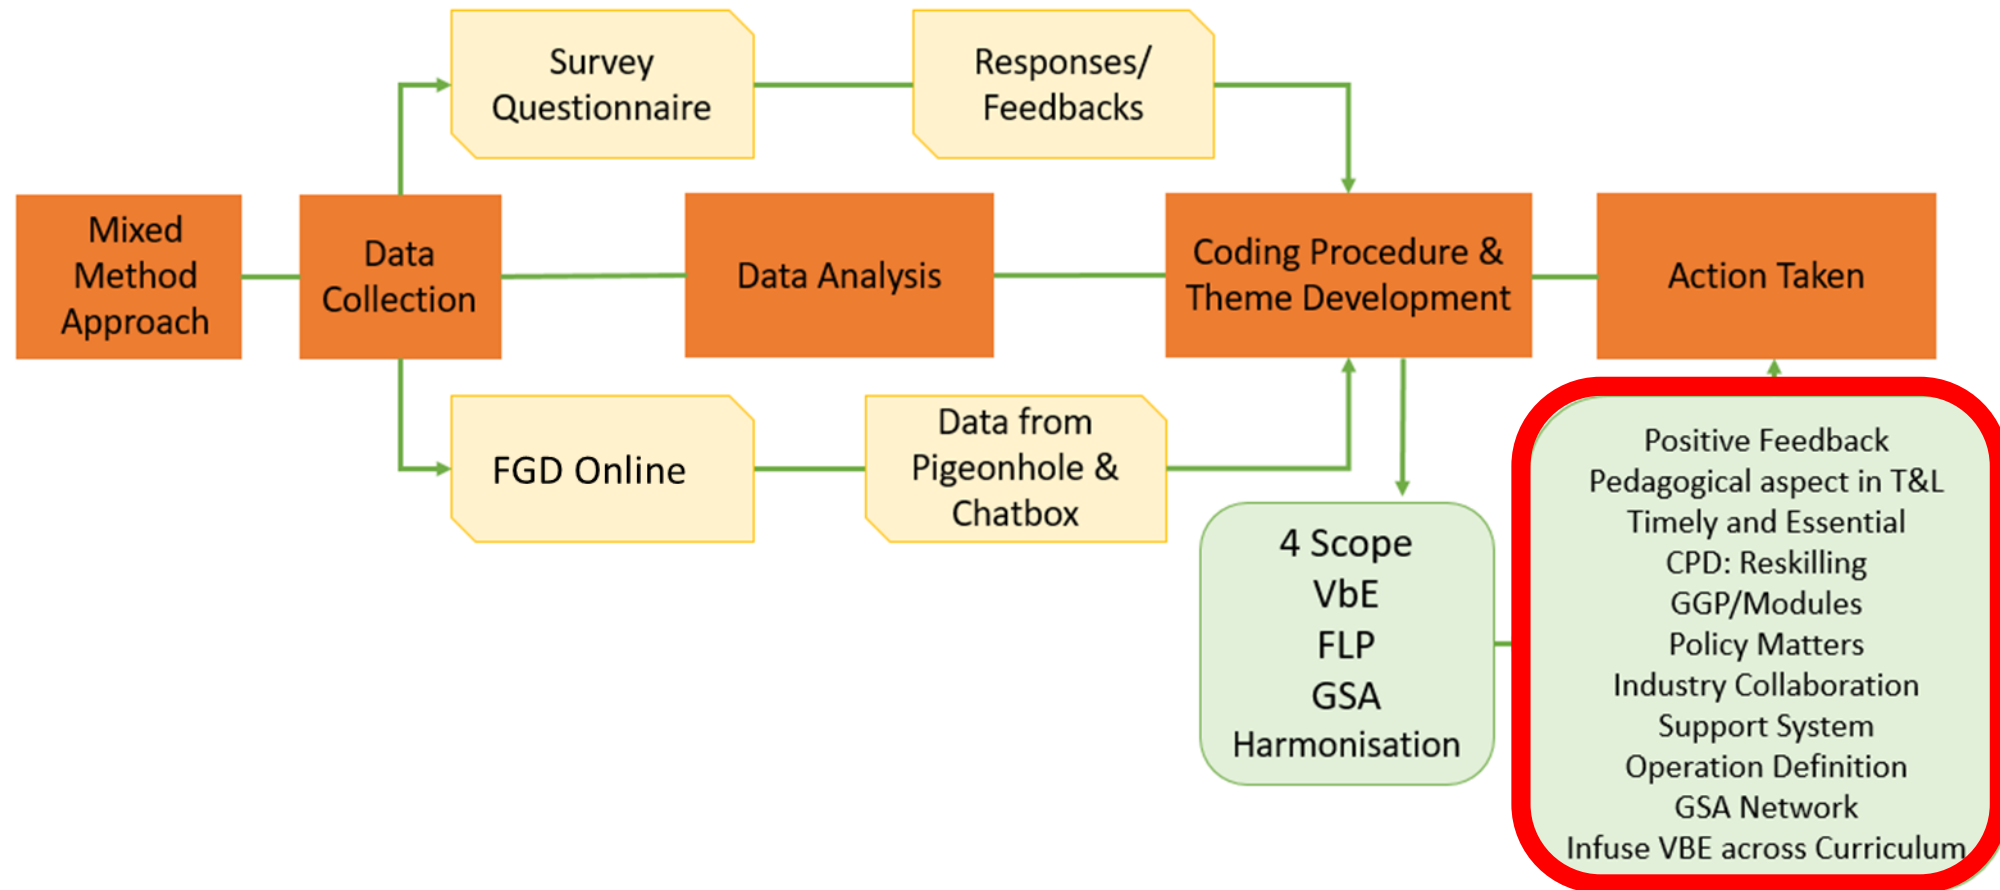 Survey
Questionnaire
Responses/
Feedbacks
Mixed
Method
Approach
Data
Collection
Data Analysis
Coding Procedure &
Theme Development
Action Taken
FGD Online
Data from
Pigeonhole &
Chatbox
4 Scope
VbE
FLP
GSA
Harmonisation
Positive Feedback
Pedagogical aspect in T&L
Timely and Essential
CPD: Reskilling
GGP/Modules
Policy Matters
Industry Collaboration
Support System
Operation Definition
GSA Network
Infuse VBE across Curriculum